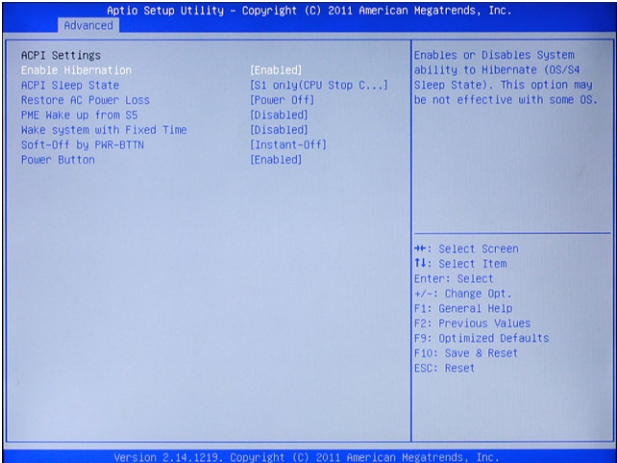 Aptio Setup Utility - Copyright (C) 2011 American Megatrends, Inc.
Advanced
ACPI Settings
Enable Hibernation [Enabled]
ACPI Sleep State [S1 only(CPU Stop C...]
Restore AC Power Loss [Power Off]
PME Wake up from S5 [Disabled]
Wake system with Fixed Time [Disabled]
Soft-Off by PWR-BTTN [Instant-Off]
Power Button [Enabled]
Enables or Disables System
ability to Hibernate (OS/S4
Sleep State). This option may
be not effective with some OS.
→←: Select Screen
↑↓: Select Item
Enter: Select
+/-: Change Opt.
F1: General Help
F2: Previous Values
F9: Optimized Defaults
F10: Save & Reset
ESC: Reset
Version 2.14.1219. Copyright (C) 2011 American Megatrends, Inc.